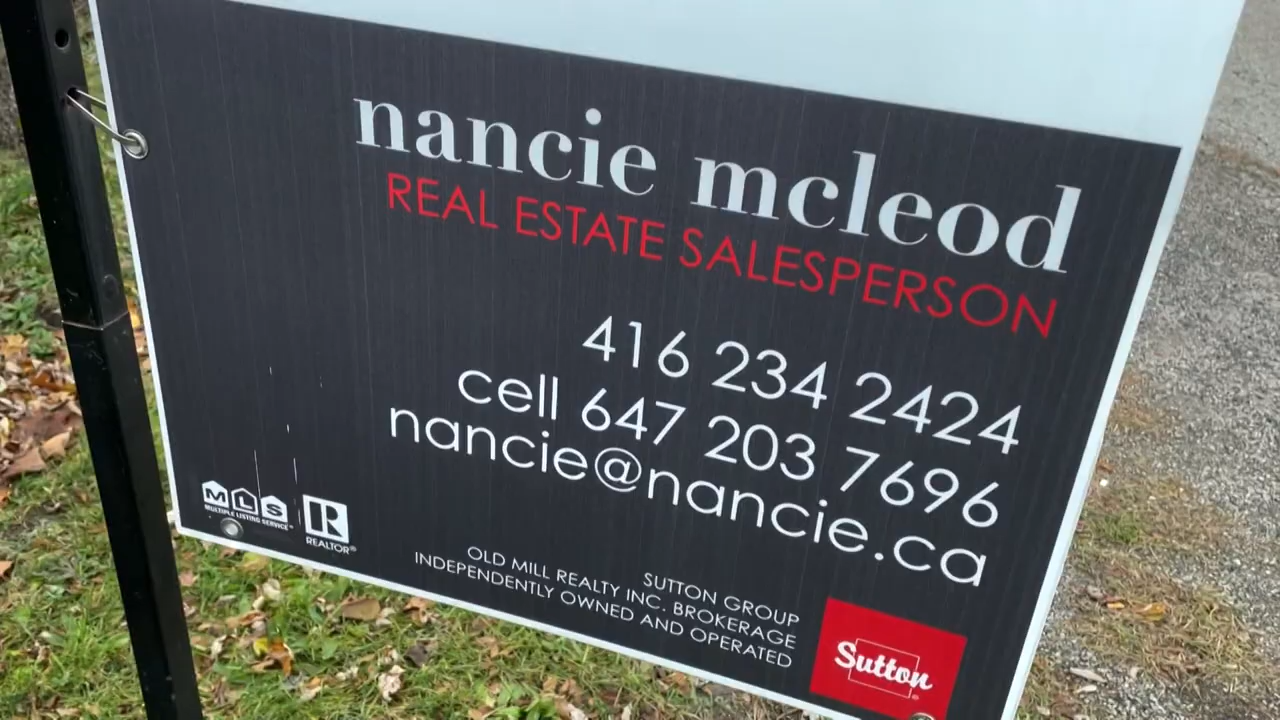 nancie mcleod
REAL ESTATE SALESPERSON
416 234 2424
cell 647 203 7696
nancie@nancie.ca
MLS
MULTIPLE LISTING SERVICE
R
REALTOR®
SUTTON GROUP
OLD MILL REALTY INC. BROKERAGE
INDEPENDENTLY OWNED AND OPERATED
Sutton